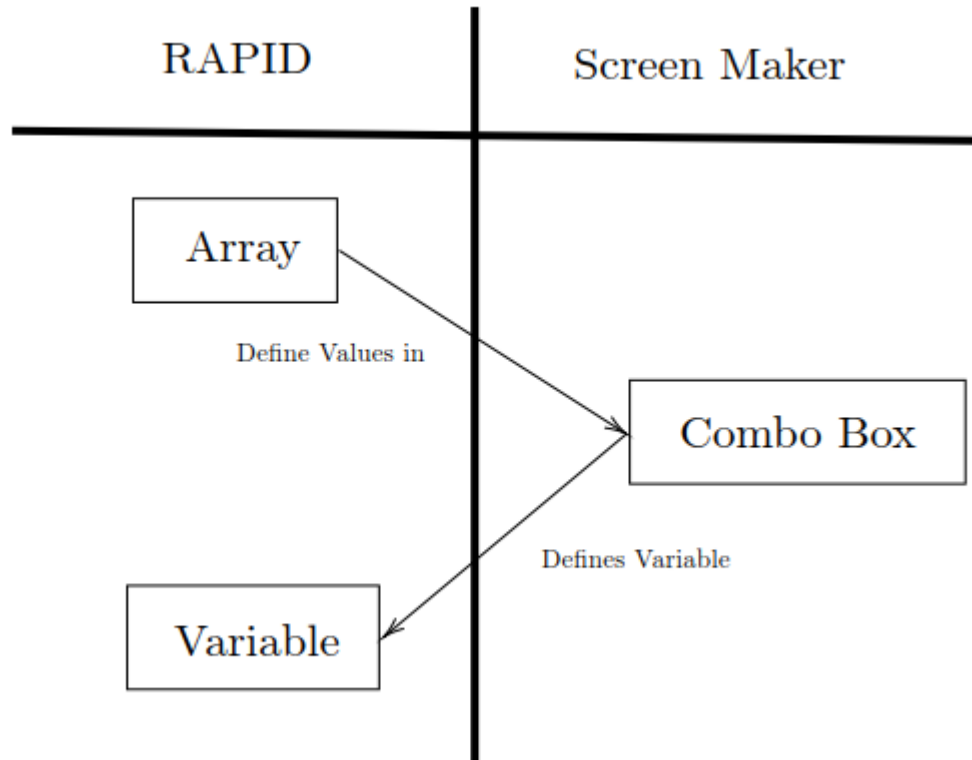 RAPID
Screen Maker
Array
Define Values in
Combo Box
Defines Variable
Variable